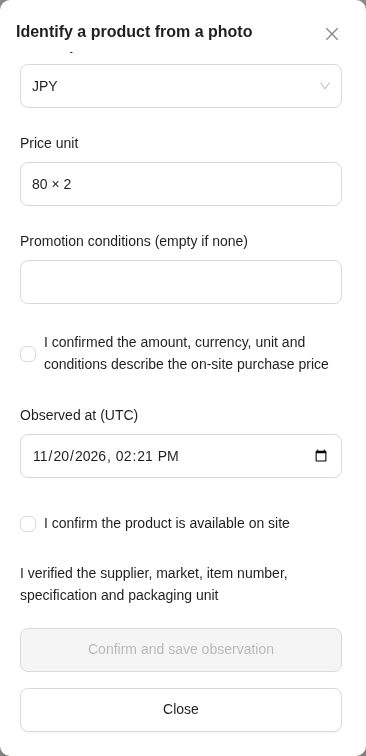 Identify a product from a photo
JPY
Price unit
80 × 2
Promotion conditions (empty if none)
I confirmed the amount, currency, unit and
conditions describe the on-site purchase price
Observed at (UTC)
11/20/2026, 02:21 PM
I confirm the product is available on site
I verified the supplier, market, item number,
specification and packaging unit
Confirm and save observation
Close